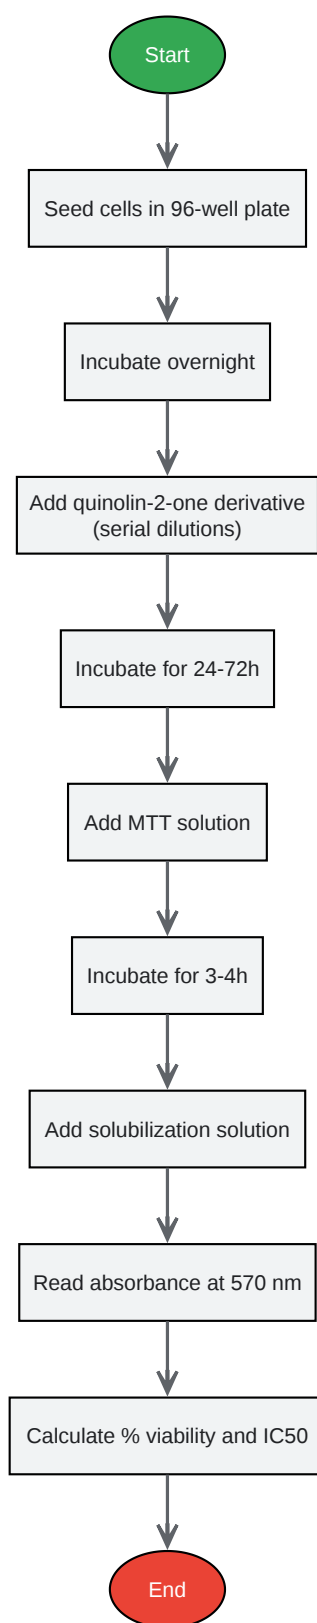 Start
Seed cells in 96-well plate
Incubate overnight
Add quinolin-2-one derivative
(serial dilutions)
Incubate for 24-72h
Add MTT solution
Incubate for 3-4h
Add solubilization solution
Read absorbance at 570 nm
Calculate % viability and IC50
End